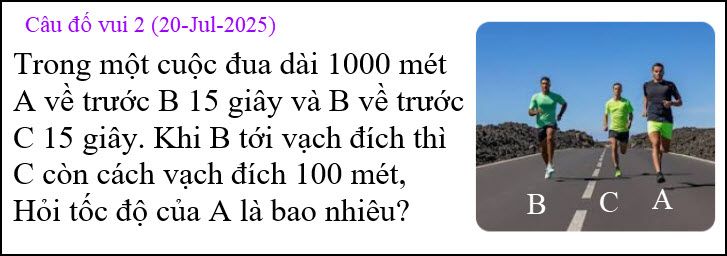 Câu đố vui 2 (20-Jul-2025)
Trong một cuộc đua dài 1000 mét
A về trước B 15 giây và B về trước
C 15 giây. Khi B tới vạch đích thì
C còn cách vạch đích 100 mét,
Hỏi tốc độ của A là bao nhiêu?
B C A